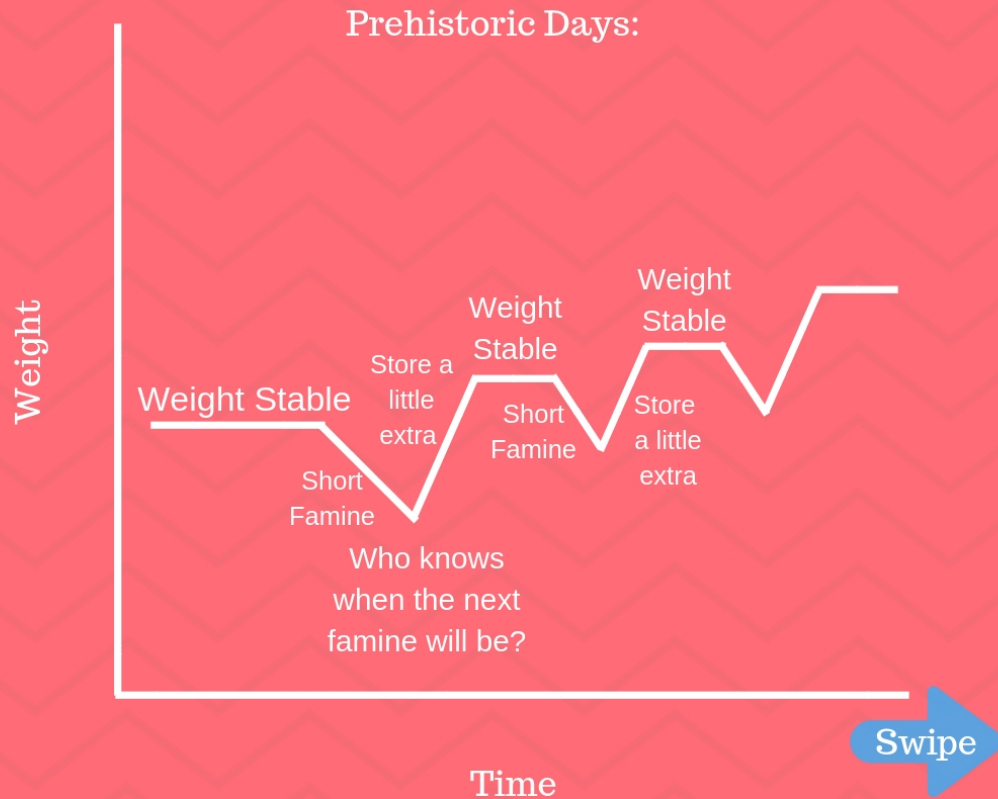 Prehistoric Days:
Weight
Weight Stable
Short
Famine
Who knows
when the next
famine will be?
Store a
little
extra
Weight
Stable
Short
Famine
Store
a little
extra
Weight
Stable
Swipe
Time